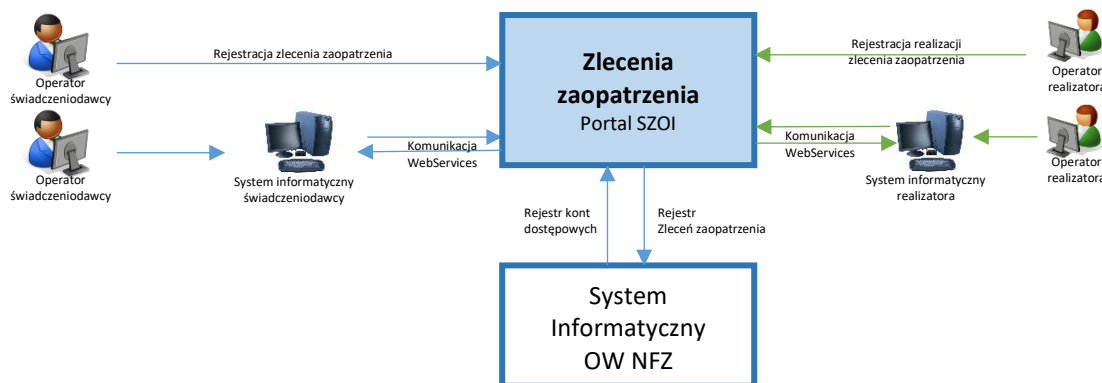 Operator
świadczeniodawcy
Rejestracja zlecenia zaopatrzenia
Zlecenia
zaopatrzenia
Portal SZOI
Rejestracja realizacji
zlecenia zaopatrzenia
Operator
realizatora
Operator
świadczeniodawcy
System informatyczny
świadczeniodawcy
Komunikacja
WebServices
Komunikacja
WebServices
System informatyczny
realizatora
Operator
realizatora
Rejestr kont
dostępowych
Rejestr
Zleceń zaopatrzenia
System
Informatyczny
OW NFZ